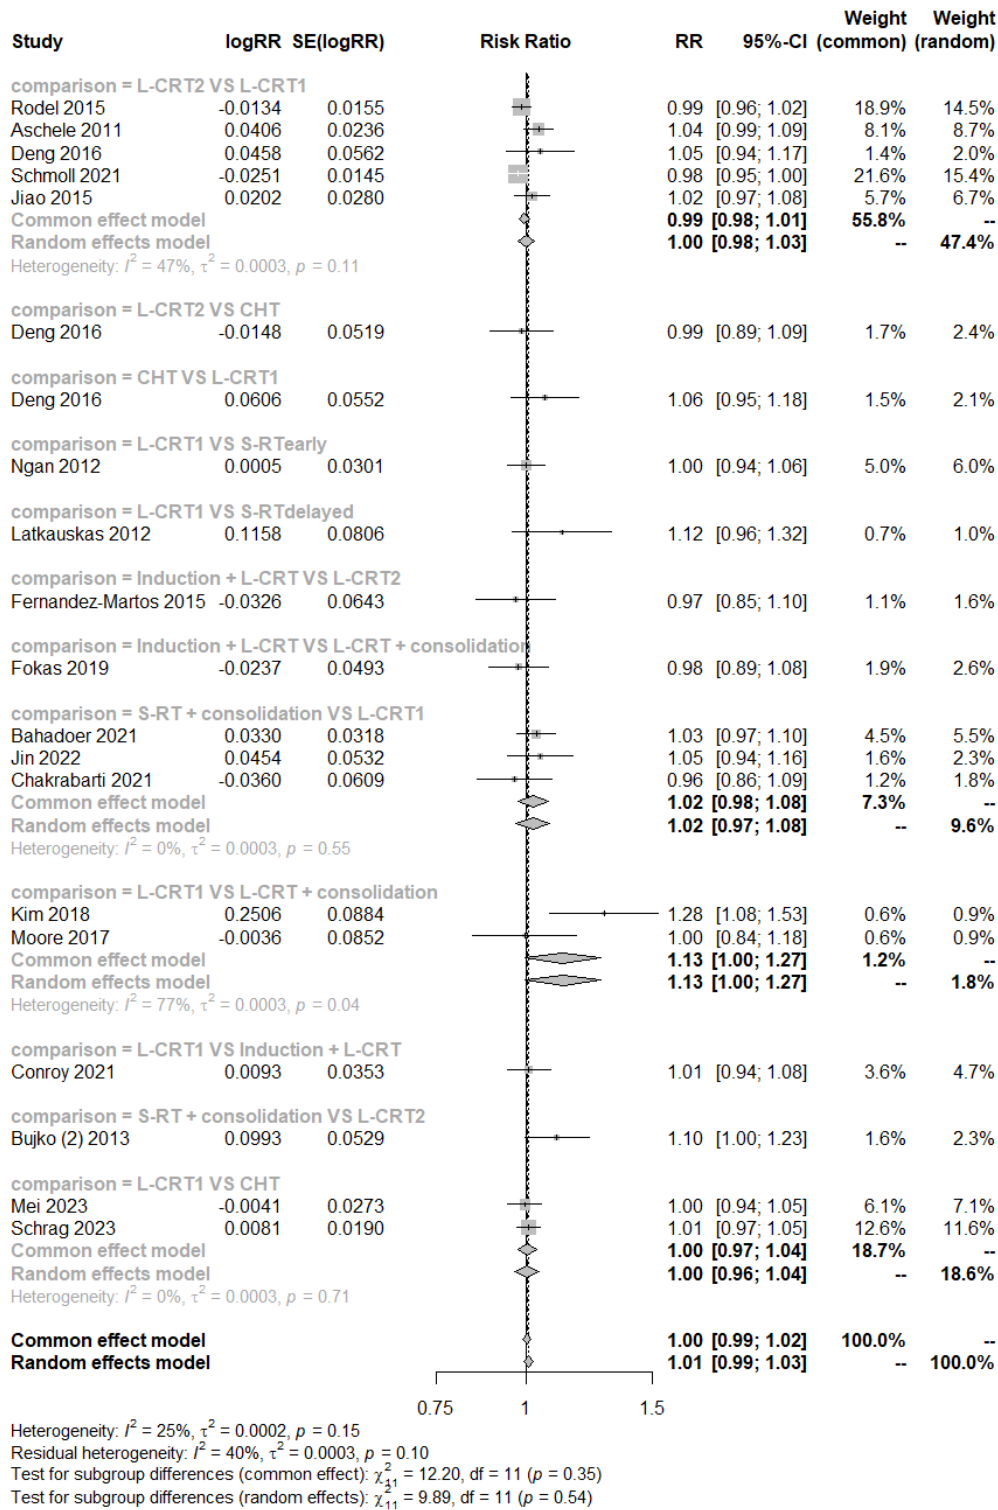 Weight Weight
Study logRR SE(logRR) Risk Ratio RR 95%-CI (common) (random)
comparison = L-CRT2 VS L-CRT1
Rodel 2015 -0.0134 0.0155 0.99 [0.96; 1.02] 18.9% 14.5%
Aschele 2011 0.0406 0.0236 1.04 [0.99; 1.09] 8.1% 8.7%
Deng 2016 0.0458 0.0562 1.05 [0.94; 1.17] 1.4% 2.0%
Schmoll 2021 -0.0251 0.0145 0.98 [0.95; 1.00] 21.6% 15.4%
Jiao 2015 0.0202 0.0280 1.02 [0.97; 1.08] 5.7% 6.7%
Common effect model 0.99 [0.98; 1.01] 55.8% --
Random effects model 1.00 [0.98; 1.03] -- 47.4%
Heterogeneity: I² = 47%, τ² = 0.0003, p = 0.11
comparison = L-CRT2 VS CHT
Deng 2016 -0.0148 0.0519 0.99 [0.89; 1.09] 1.7% 2.4%
comparison = CHT VS L-CRT1
Deng 2016 0.0606 0.0552 1.06 [0.95; 1.18] 1.5% 2.1%
comparison = L-CRT1 VS S-RTearly
Ngan 2012 0.0005 0.0301 1.00 [0.94; 1.06] 5.0% 6.0%
comparison = L-CRT1 VS S-RTdelayed
Latkauskas 2012 0.1158 0.0806 1.12 [0.96; 1.32] 0.7% 1.0%
comparison = Induction + L-CRT VS L-CRT2
Fernandez-Martos 2015 -0.0326 0.0643 0.97 [0.85; 1.10] 1.1% 1.6%
comparison = Induction + L-CRT VS L-CRT + consolidation
Fokas 2019 -0.0237 0.0493 0.98 [0.89; 1.08] 1.9% 2.6%
comparison = S-RT + consolidation VS L-CRT1
Bahadoer 2021 0.0330 0.0318 1.03 [0.97; 1.10] 4.5% 5.5%
Jin 2022 0.0454 0.0532 1.05 [0.94; 1.16] 1.6% 2.3%
Chakrabarti 2021 -0.0360 0.0609 0.96 [0.86; 1.09] 1.2% 1.8%
Common effect model 1.02 [0.98; 1.08] 7.3% --
Random effects model 1.02 [0.97; 1.08] -- 9.6%
Heterogeneity: I² = 0%, τ² = 0.0003, p = 0.55
comparison = L-CRT1 VS L-CRT + consolidation
Kim 2018 0.2506 0.0884 1.28 [1.08; 1.53] 0.6% 0.9%
Moore 2017 -0.0036 0.0852 1.00 [0.84; 1.18] 0.6% 0.9%
Common effect model 1.13 [1.00; 1.27] 1.2% --
Random effects model 1.13 [1.00; 1.27] -- 1.8%
Heterogeneity: I² = 77%, τ² = 0.0003, p = 0.04
comparison = L-CRT1 VS Induction + L-CRT
Conroy 2021 0.0093 0.0353 1.01 [0.94; 1.08] 3.6% 4.7%
comparison = S-RT + consolidation VS L-CRT2
Bujko (2) 2013 0.0993 0.0529 1.10 [1.00; 1.23] 1.6% 2.3%
comparison = L-CRT1 VS CHT
Mei 2023 -0.0041 0.0273 1.00 [0.94; 1.05] 6.1% 7.1%
Schrag 2023 0.0081 0.0190 1.01 [0.97; 1.05] 12.6% 11.6%
Common effect model 1.00 [0.97; 1.04] 18.7% --
Random effects model 1.00 [0.96; 1.04] -- 18.6%
Heterogeneity: I² = 0%, τ² = 0.0003, p = 0.71
Common effect model 1.00 [0.99; 1.02] 100.0% --
Random effects model 1.01 [0.99; 1.03] -- 100.0%
0.75 1 1.5
Heterogeneity: I² = 25%, τ² = 0.0002, p = 0.15
Residual heterogeneity: I² = 40%, τ² = 0.0003, p = 0.10
Test for subgroup differences (common effect): χ²₁₁ = 12.20, df = 11 (p = 0.35)
Test for subgroup differences (random effects): χ²₁₁ = 9.89, df = 11 (p = 0.54)